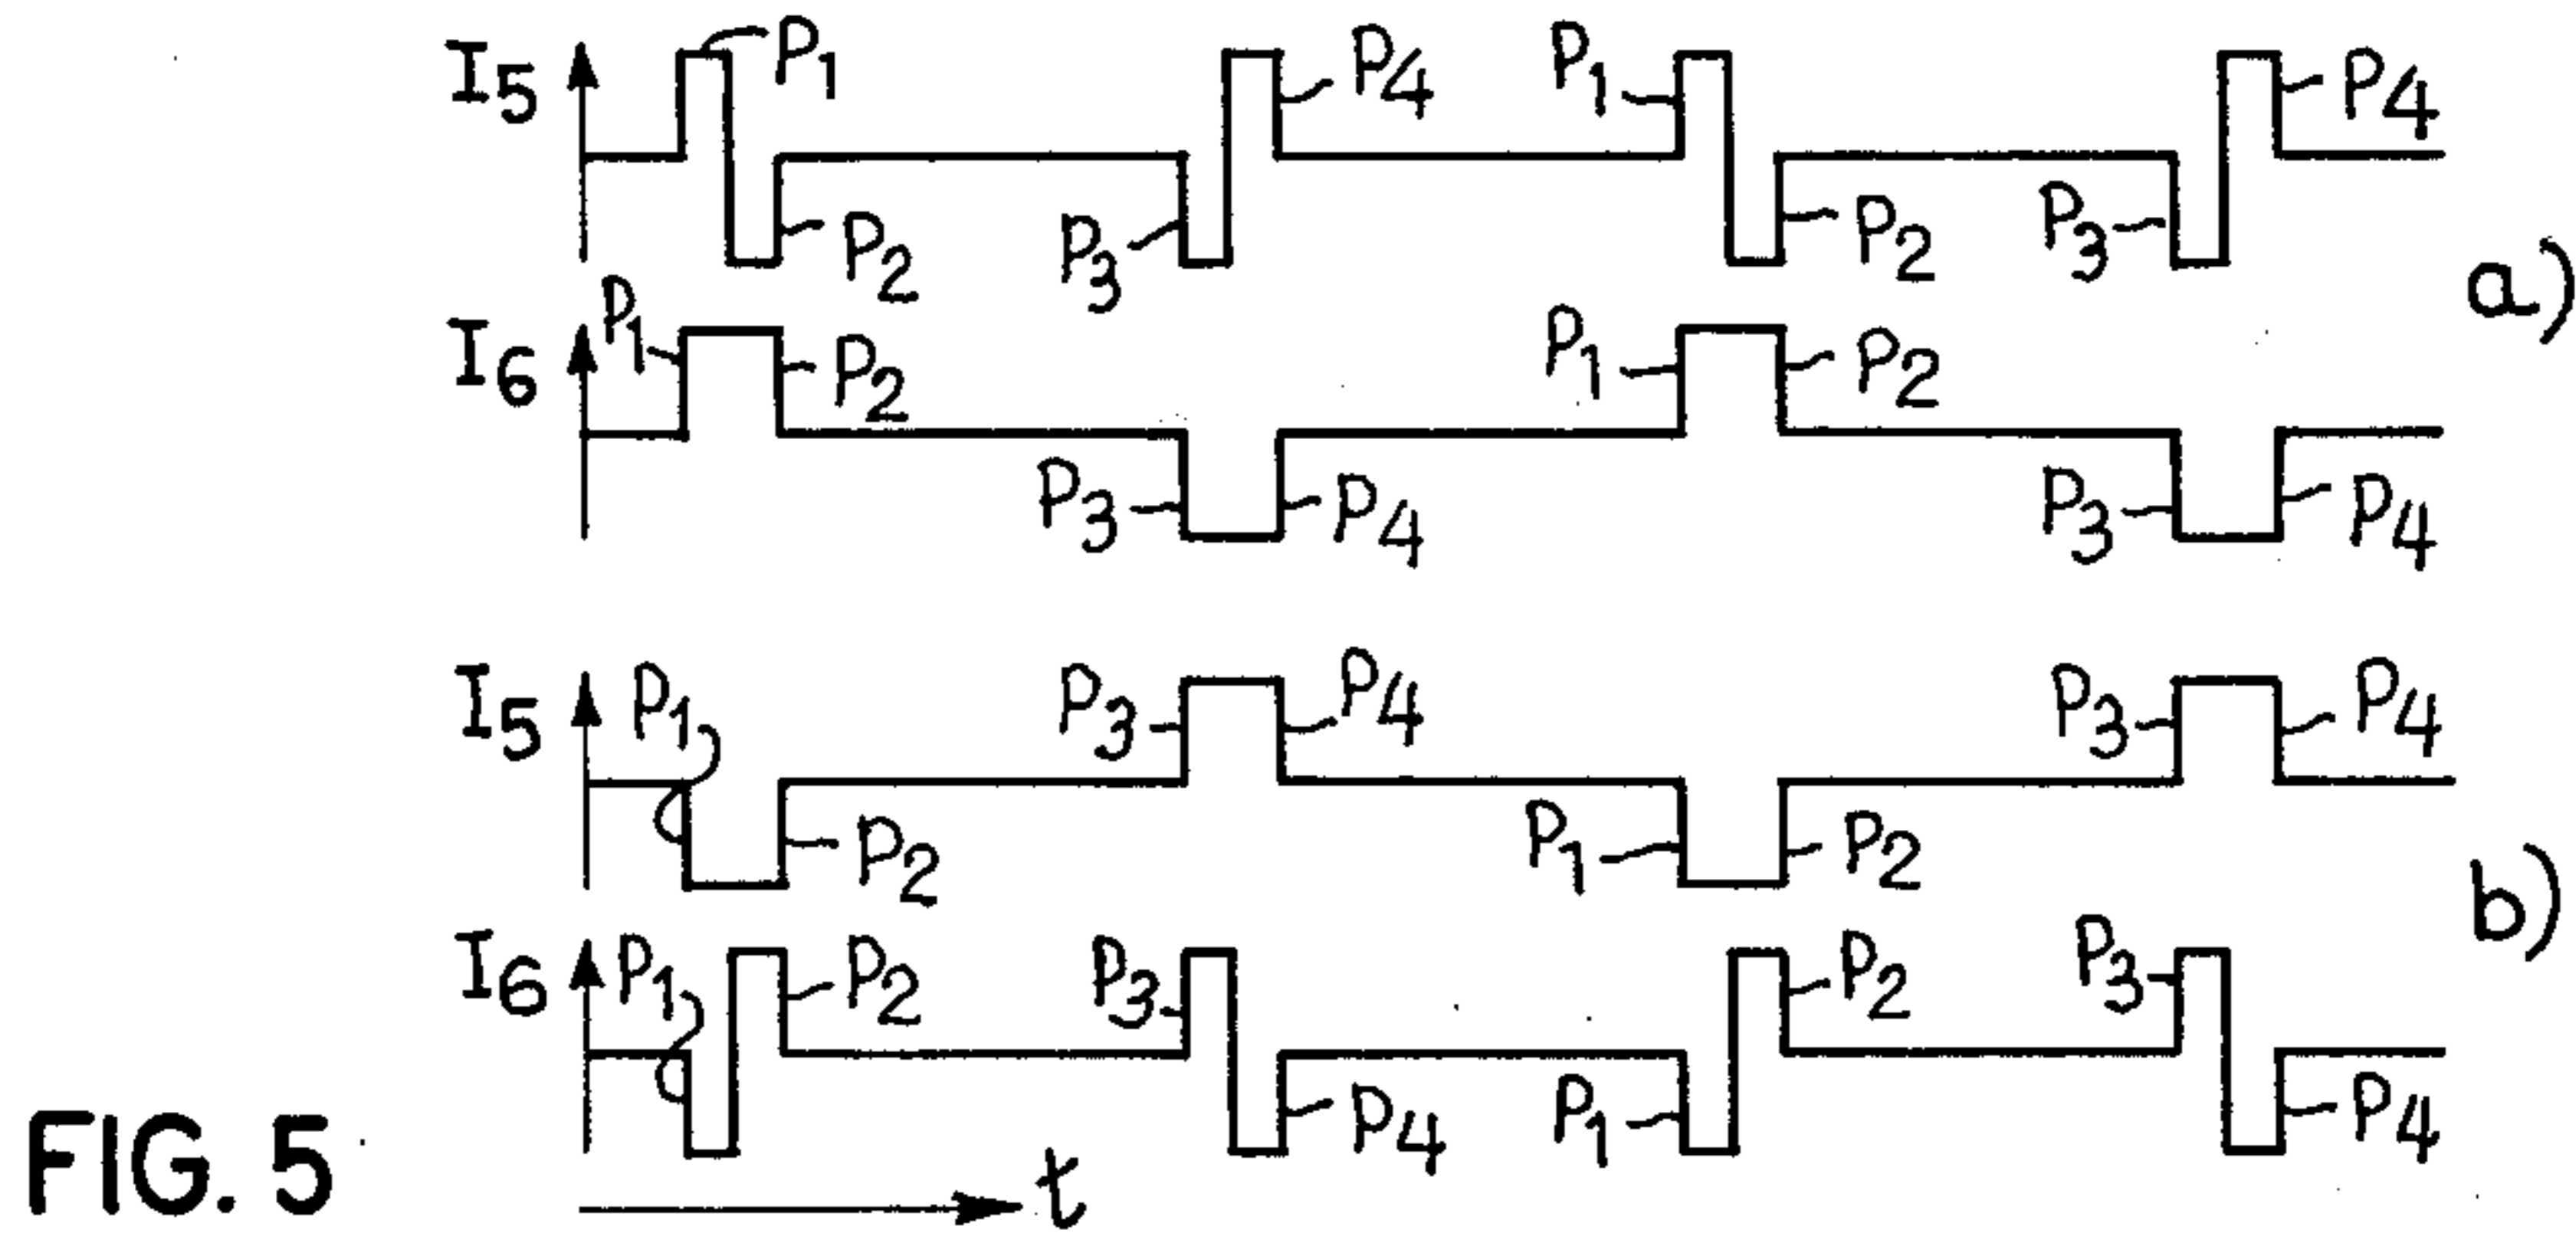 I5 P1 P4 P1 P4
P2 P3 P2 P3
a)
I6 P1 P2 P1 P2
P3 P4 P3 P4
I5 P1 P3 P4 P3 P4
P2 P1 P2
b)
I6 P1 P2 P3 P2 P3
P4 P1 P4
FIG. 5
t